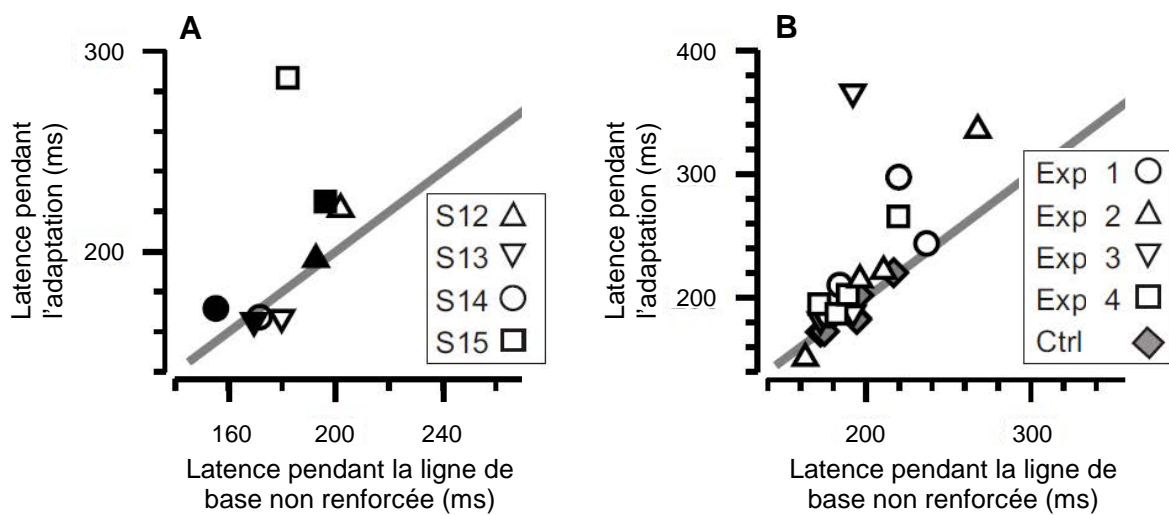 A
300
200
Latence pendant
l'adaptation (ms)
S12
S13
S14
S15
160
200
240
Latence pendant la ligne de
base non renforcée (ms)
B
400
300
200
Latence pendant
l'adaptation (ms)
Exp 1
Exp 2
Exp 3
Exp 4
Ctrl
200
300
Latence pendant la ligne de
base non renforcée (ms)